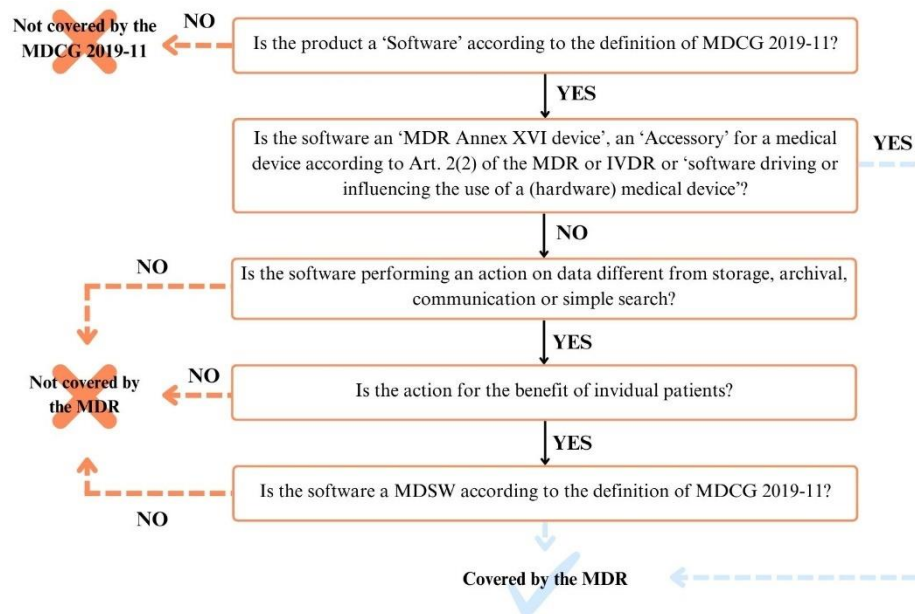 Not covered by the
MDCG 2019-11
NO
Is the product a ‘Software’ according to the definition of MDCG 2019-11?
YES
Is the software an ‘MDR Annex XVI device’, an ‘Accessory’ for a medical
device according to Art. 2(2) of the MDR or IVDR or ‘software driving or
influencing the use of a (hardware) medical device’?
YES
NO
NO
Is the software performing an action on data different from storage, archival,
communication or simple search?
YES
Not covered by
the MDR
NO
Is the action for the benefit of invidual patients?
YES
Is the software a MDSW according to the definition of MDCG 2019-11?
NO
Covered by the MDR